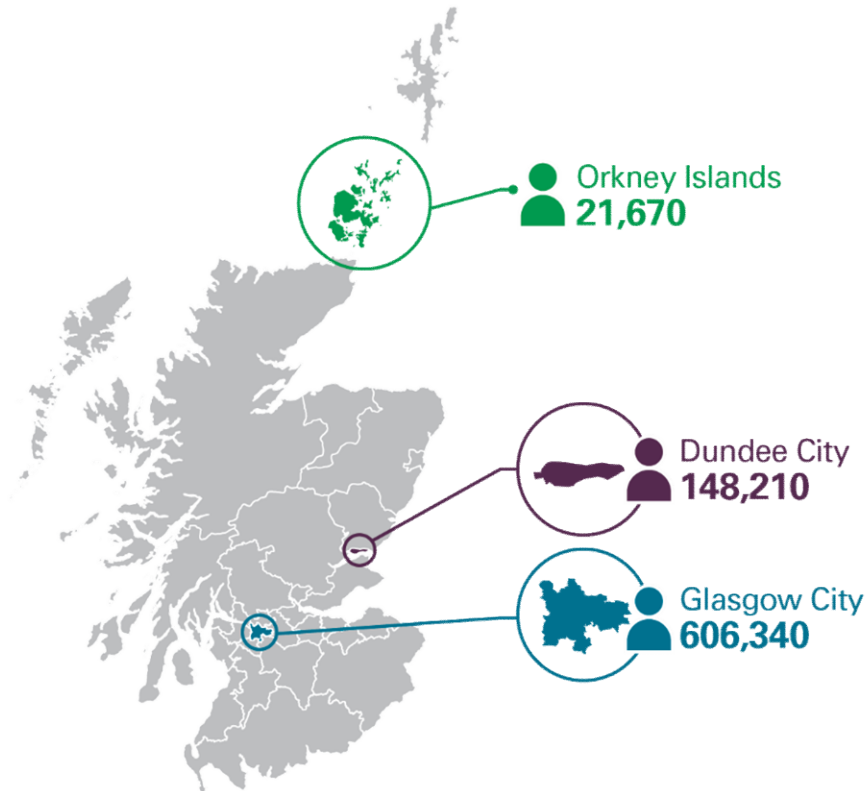 Orkney Islands
21,670
Dundee City
148,210
Glasgow City
606,340